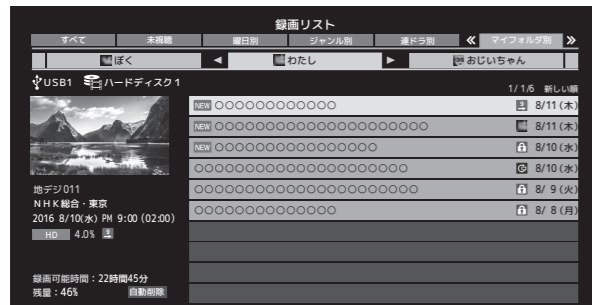 録画リスト
すべて 未視聴 曜日別 ジャンル別 連ドラ別 《 マイフォルダ別 》
ぼく ◀ わたし ▶ おじいちゃん
USB1 ハードディスク1
1/ 1/6 新しい順
NEW 〇〇〇〇〇〇〇〇〇〇〇〇 8/11(木)
NEW 〇〇〇〇〇〇〇〇〇〇〇〇〇〇〇〇〇〇〇〇〇 8/11(木)
NEW 〇〇〇〇〇〇〇〇〇〇〇〇〇〇〇〇 8/10(水)
〇〇〇〇〇〇〇〇〇〇〇〇〇〇〇〇〇〇〇〇〇 8/10(水)
〇〇〇〇〇〇〇〇〇〇〇〇〇〇〇〇〇〇〇〇〇〇 8/ 9(火)
〇〇〇〇〇〇〇〇〇〇〇〇〇〇 8/ 8(月)
地デジ011
NHK総合・東京
2016 8/10(水) PM 9:00 (02:00)
HD 4.0%
録画可能時間：22時間45分
残量：46% 自動削除